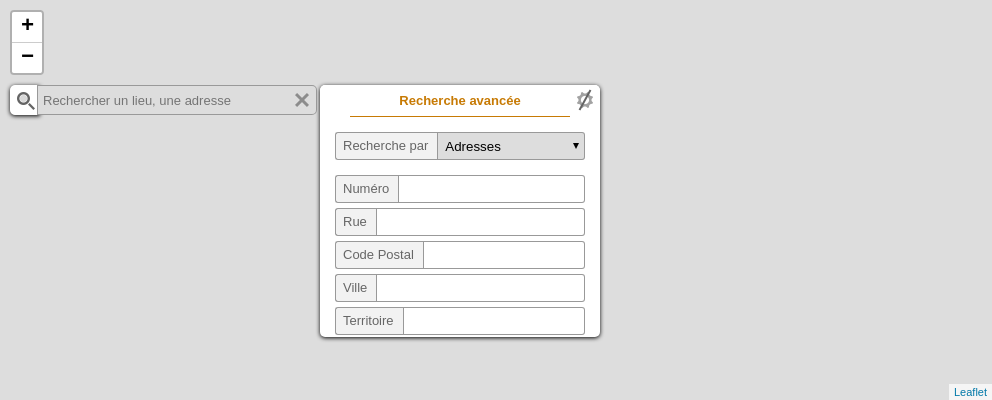 +
−
Rechercher un lieu, une adresse
Recherche avancée
Recherche par Adresses
Numéro
Rue
Code Postal
Ville
Territoire
Leaflet